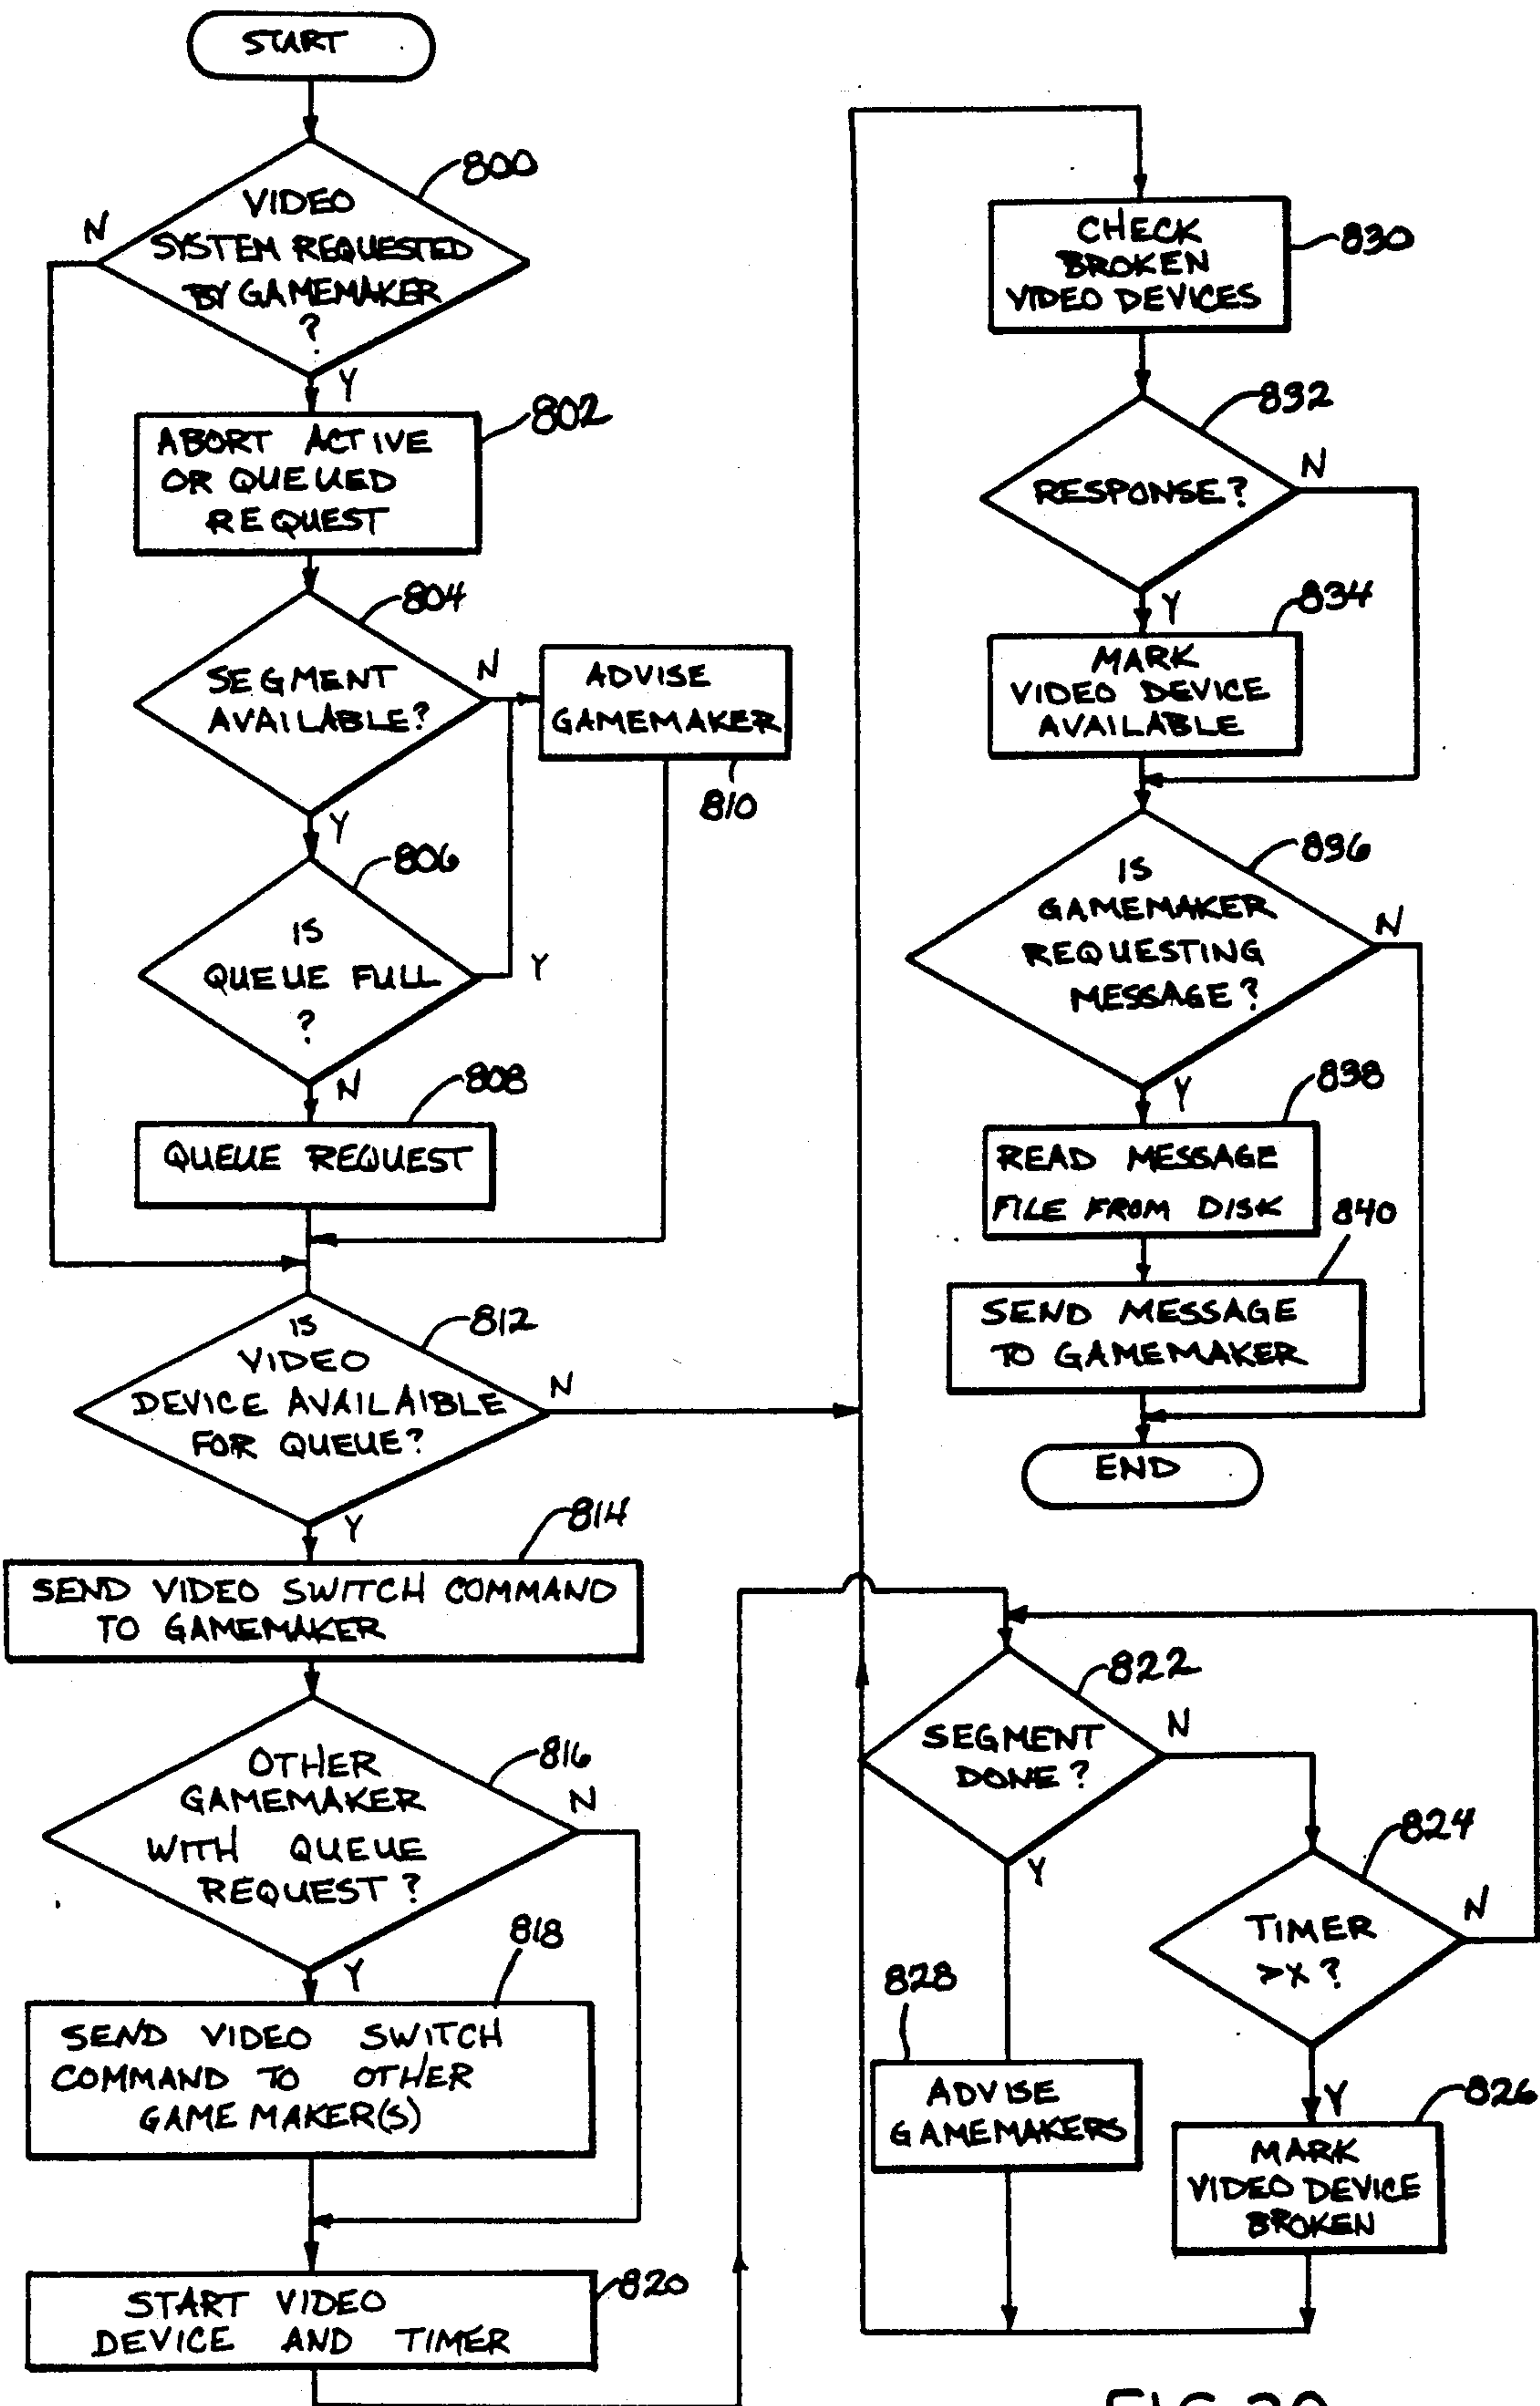 START
800
VIDEO
SYSTEM REQUESTED
BY GAMEMAKER
?
N
Y
802
ABORT ACTIVE
OR QUEUED
REQUEST
804
SEGMENT
AVAILABLE?
N
Y
ADVISE
GAMEMAKER
810
806
IS
QUEUE FULL
?
Y
N
808
QUEUE REQUEST
812
IS
VIDEO
DEVICE AVAILAIBLE
FOR QUEUE?
N
Y
814
SEND VIDEO SWITCH COMMAND
TO GAMEMAKER
816
OTHER
GAMEMAKER
WITH QUEUE
REQUEST?
N
Y
818
SEND VIDEO SWITCH
COMMAND TO OTHER
GAME MAKER(S)
820
START VIDEO
DEVICE AND TIMER
CHECK
BROKEN
VIDEO DEVICES
830
832
RESPONSE?
N
Y
834
MARK
VIDEO DEVICE
AVAILABLE
836
IS
GAMEMAKER
REQUESTING
MESSAGE?
N
Y
838
READ MESSAGE
FILE FROM DISK
840
SEND MESSAGE
TO GAMEMAKER
END
822
SEGMENT
DONE?
N
Y
824
TIMER
>X?
N
Y
828
ADVISE
GAMEMAKERS
826
MARK
VIDEO DEVICE
BROKEN